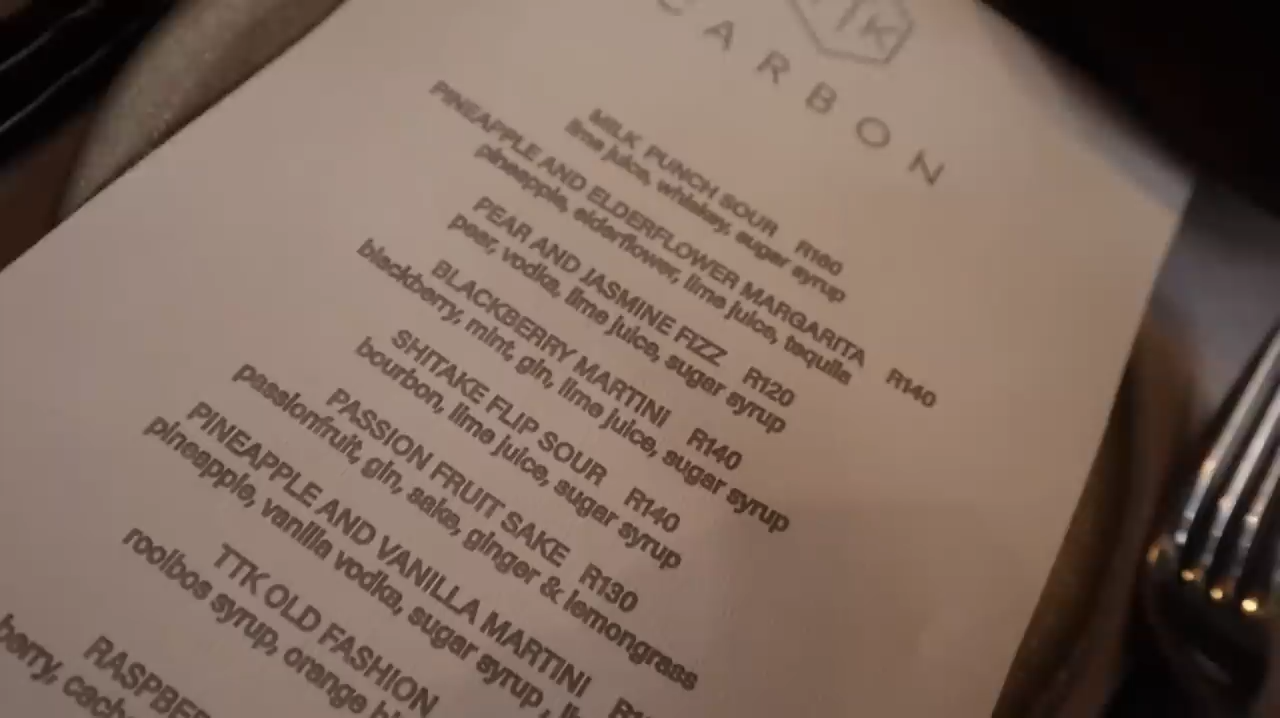 TTK
CARBON
MILK PUNCH SOUR R160
lime juice, whiskey, sugar syrup
PINEAPPLE AND ELDERFLOWER MARGARITA R140
pineapple, elderflower, lime juice, tequila
PEAR AND JASMINE FIZZ R120
pear, vodka, lime juice, sugar syrup
BLACKBERRY MARTINI R140
blackberry, mint, gin, lime juice, sugar syrup
SHITAKE FLIP SOUR R140
bourbon, lime juice, sugar syrup
PASSION FRUIT SAKE R130
passionfruit, gin, sake, ginger & lemongrass
PINEAPPLE AND VANILLA MARTINI
pineapple, vanilla vodka, sugar syrup,
TTK OLD FASHION
rooibos syrup, orange